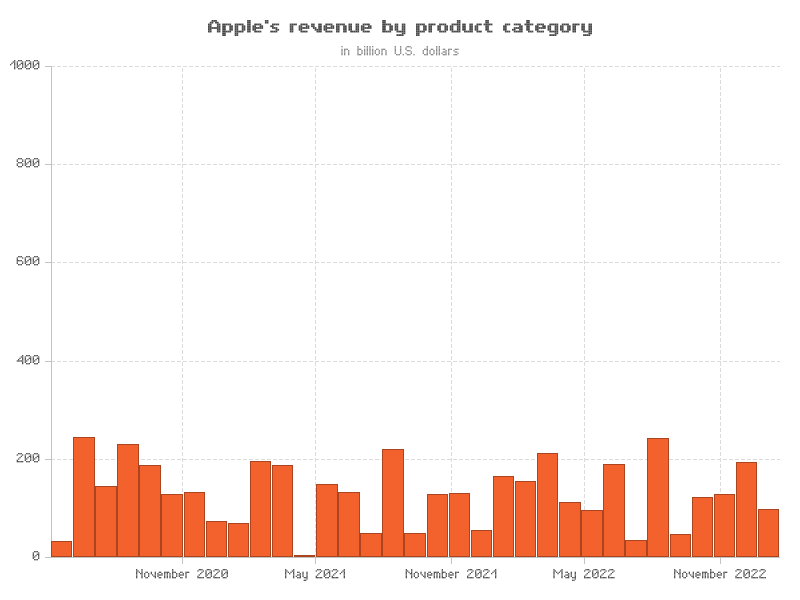 Apple's revenue by product category
in billion U.S. dollars
1000
800
600
400
200
0
November 2020 May 2021 November 2021 May 2022 November 2022